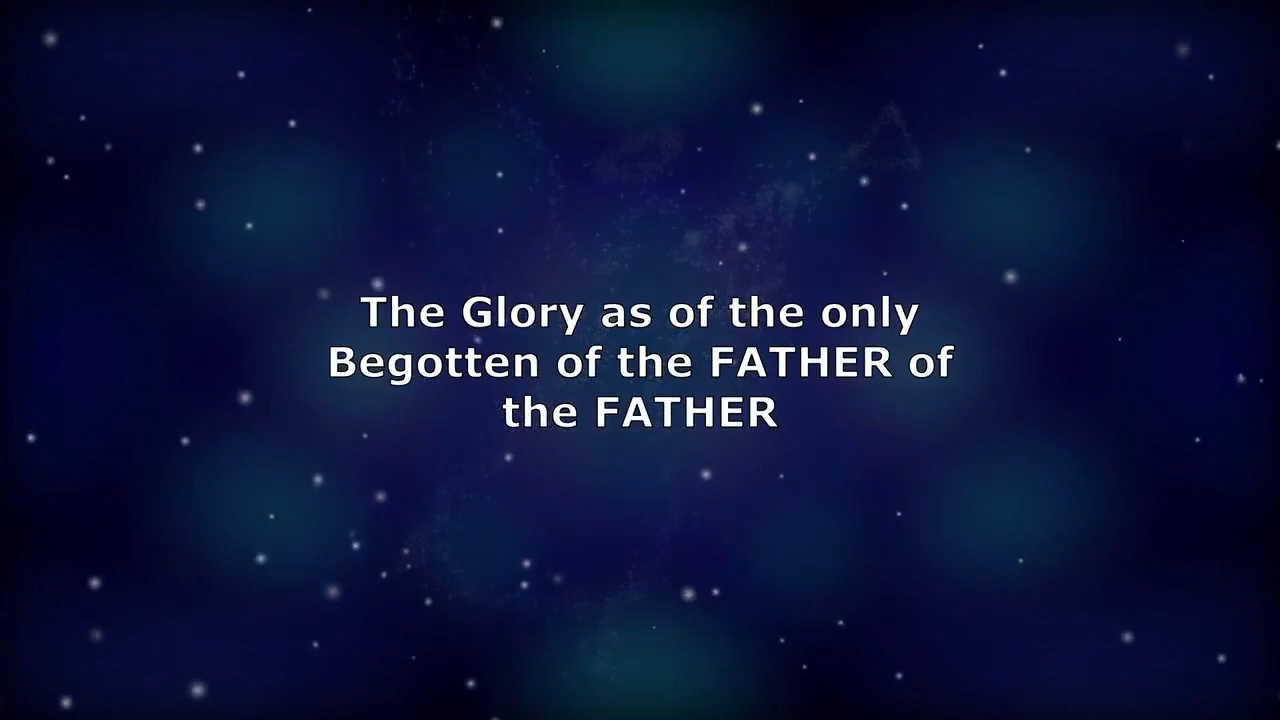 The Glory as of the only
Begotten of the FATHER of
the FATHER